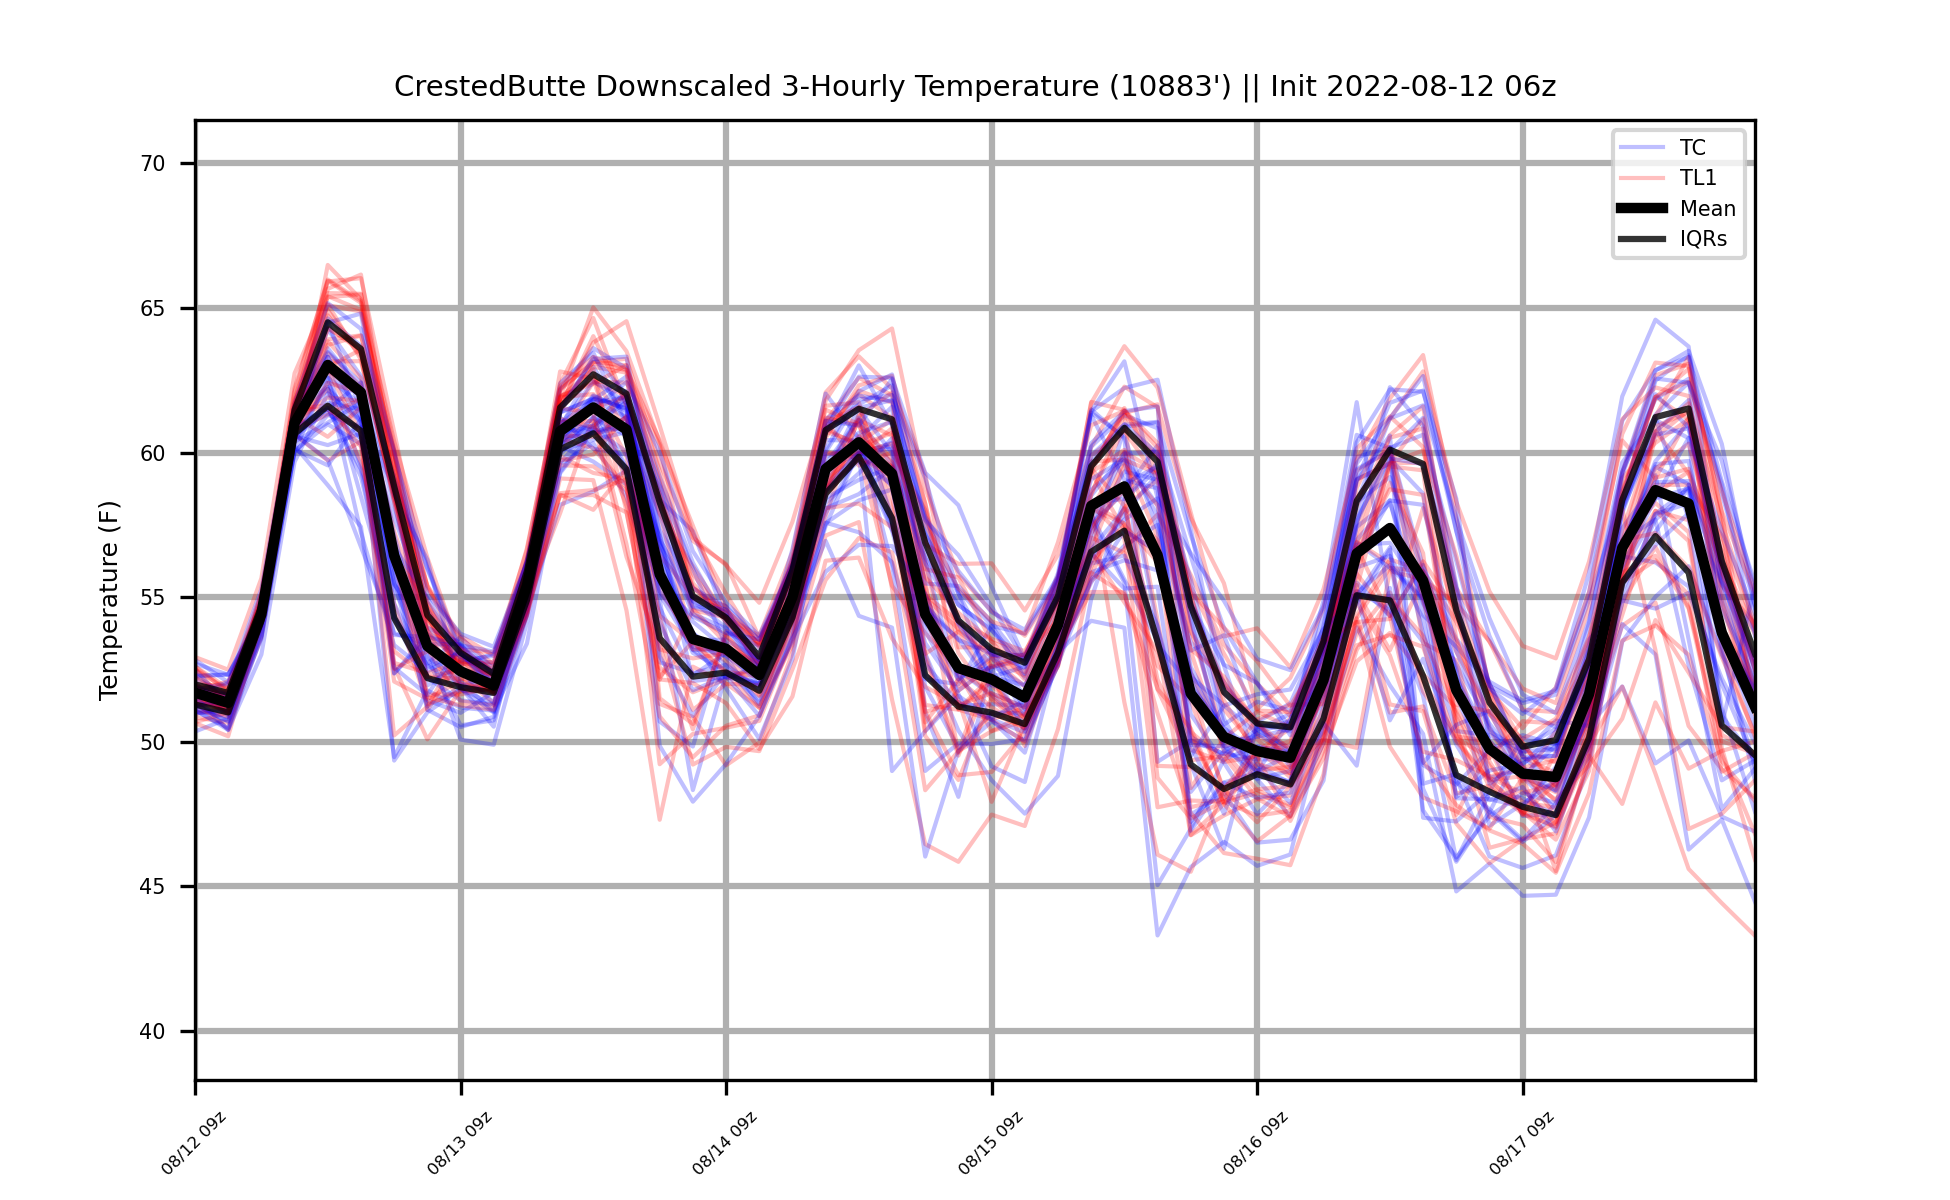 CrestedButte Downscaled 3-Hourly Temperature (10883') || Init 2022-08-12 06z
TC
TL1
Mean
IQRs
Temperature (F)
70
65
60
55
50
45
40
08/12 09z
08/13 09z
08/14 09z
08/15 09z
08/16 09z
08/17 09z